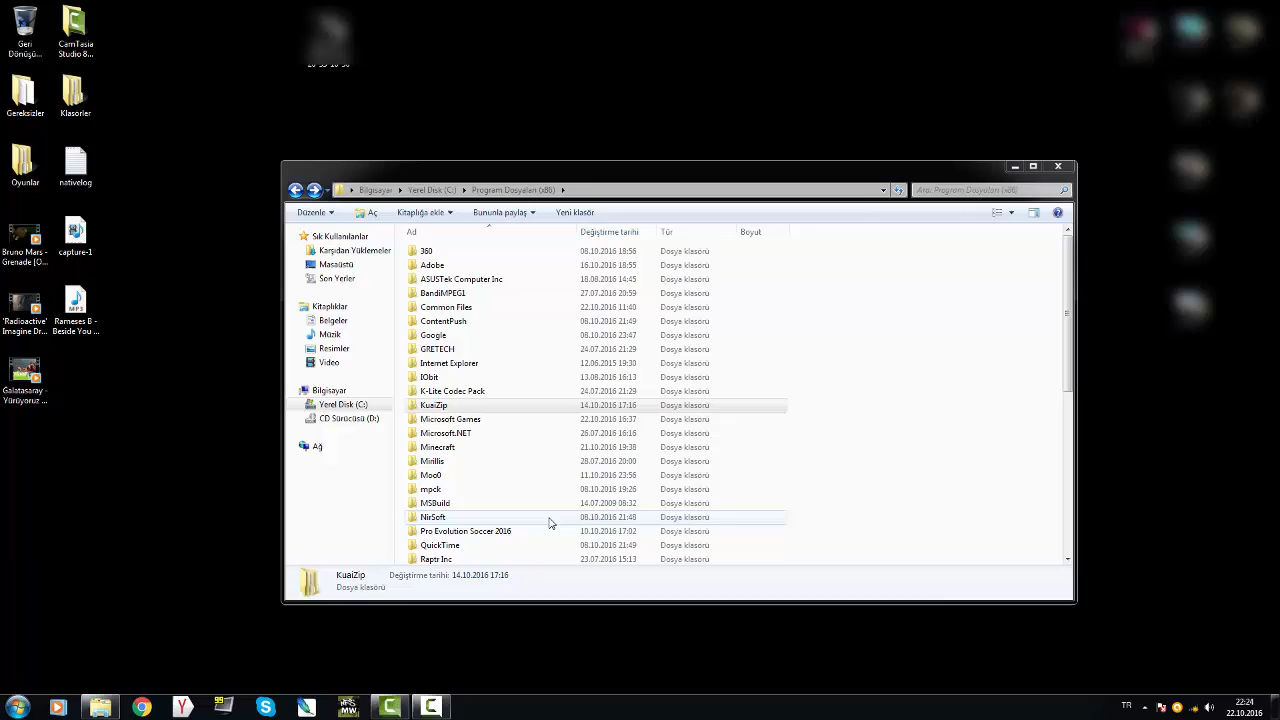 Geri
Dönüşü...
CamTasia
Studio 8...
Gereksizler
Klasörler
Oyunlar
nativelog
Bruno Mars -
Grenade [O...
capture-1
'Radioactive'
Imagine Dr...
Rameses B -
Beside You ...
Galatasaray -
Yürüyoruz ...
Bilgisayar ▸ Yerel Disk (C:) ▸ Program Dosyaları (x86) ▸
Ara: Program Dosyaları (x86)
Düzenle Aç Kitaplığa ekle Bununla paylaş Yeni klasör
Sık Kullanılanlar
Karşıdan Yüklemeler
Masaüstü
Son Yerler
Kitaplıklar
Belgeler
Müzik
Resimler
Video
Bilgisayar
Yerel Disk (C:)
CD Sürücüsü (D:)
Ağ
Ad Değiştirme tarihi Tür Boyut
360 08.10.2016 18:56 Dosya klasörü
Adobe 16.10.2016 18:55 Dosya klasörü
ASUSTek Computer Inc 18.08.2016 14:45 Dosya klasörü
BandiMPEG1 27.07.2016 20:59 Dosya klasörü
Common Files 22.10.2016 11:40 Dosya klasörü
ContentPush 08.10.2016 21:49 Dosya klasörü
Google 08.10.2016 23:47 Dosya klasörü
GRETECH 24.07.2016 21:29 Dosya klasörü
Internet Explorer 12.06.2015 19:30 Dosya klasörü
IObit 13.08.2016 16:13 Dosya klasörü
K-Lite Codec Pack 24.07.2016 21:29 Dosya klasörü
KuaiZip 14.10.2016 17:16 Dosya klasörü
Microsoft Games 22.10.2016 16:37 Dosya klasörü
Microsoft.NET 26.07.2016 16:16 Dosya klasörü
Minecraft 21.10.2016 19:38 Dosya klasörü
Mirillis 28.07.2016 20:00 Dosya klasörü
Moo0 11.10.2016 23:56 Dosya klasörü
mpck 08.10.2016 19:26 Dosya klasörü
MSBuild 14.07.2009 08:32 Dosya klasörü
NirSoft 08.10.2016 21:48 Dosya klasörü
Pro Evolution Soccer 2016 10.10.2016 17:02 Dosya klasörü
QuickTime 08.10.2016 21:49 Dosya klasörü
Raptr Inc 23.07.2016 15:13 Dosya klasörü
KuaiZip Değiştirme tarihi: 14.10.2016 17:16
Dosya klasörü
99
NFS
MW
TR
22:24
22.10.2016